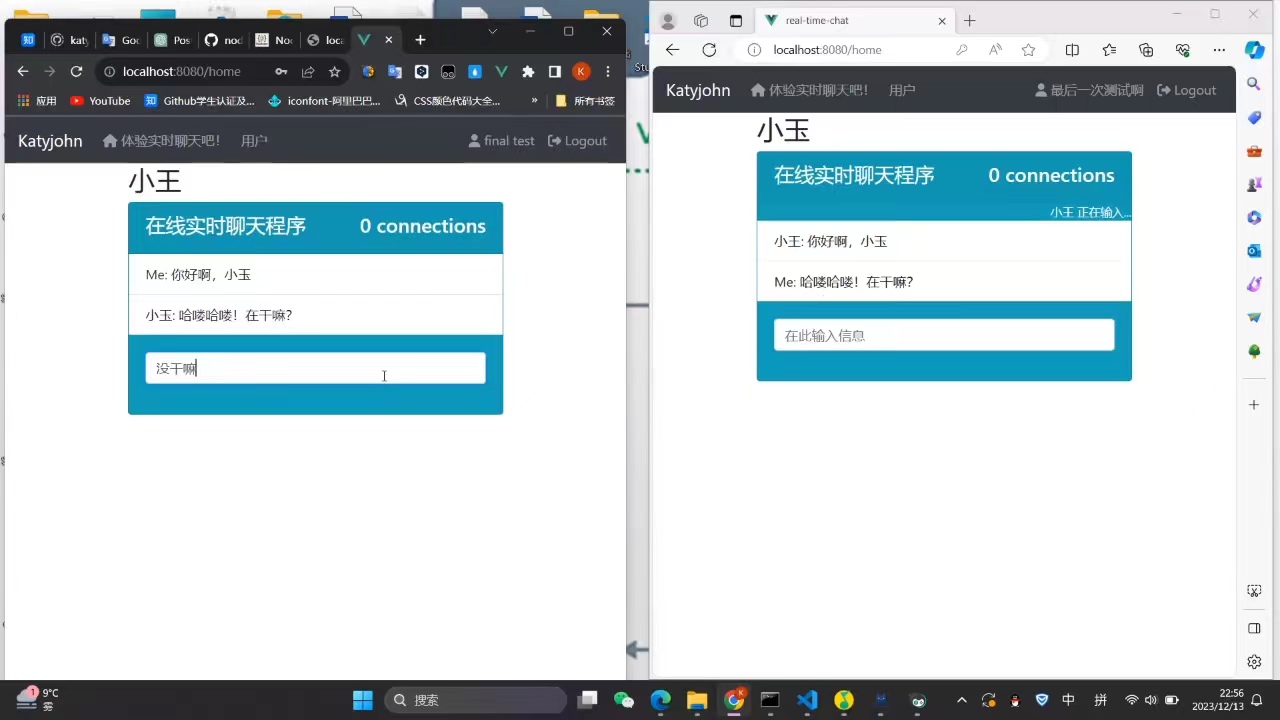 katy
Goo
Pos
nod
Noo
loca
localhost:8080/home
K
应用
YouTube
Github学生认证及...
iconfont-阿里巴巴...
CSS颜色代码大全...
»
所有书签
Katyjohn
体验实时聊天吧!
用户
final test
Logout
小王
在线实时聊天程序
0 connections
Me: 你好啊，小玉
小玉: 哈喽哈喽！在干嘛？
没干嘛
real-time-chat
localhost:8080/home
Katyjohn
体验实时聊天吧!
用户
最后一次测试啊
Logout
小玉
在线实时聊天程序
0 connections
小王 正在输入...
小王: 你好啊，小玉
Me: 哈喽哈喽！在干嘛？
在此输入信息
1
9°C
雾
搜索
中
拼
22:56
2023/12/13